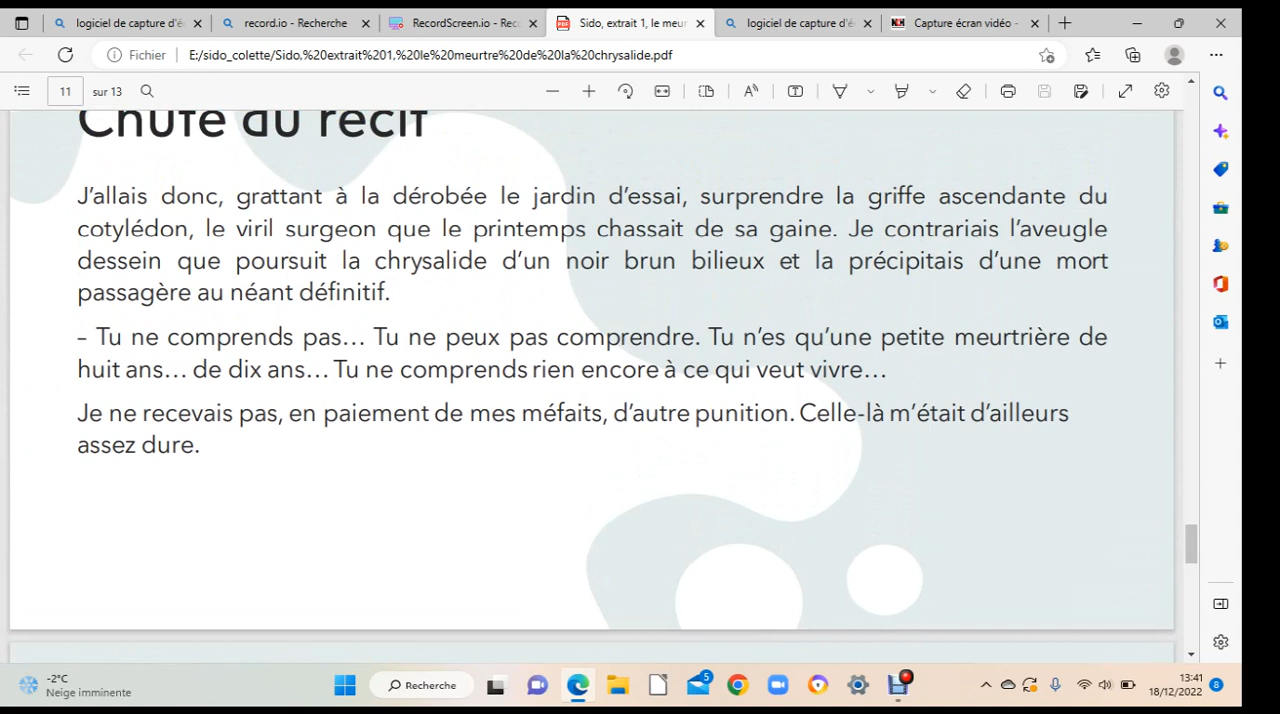 logiciel de capture d'é
record.io - Recherche
RecordScreen.io - Rec
Sido, extrait 1, le meur
logiciel de capture d'é
Capture écran vidéo -
Fichier
E:/sido_colette/Sido,%20extrait%201,%20le%20meurtre%20de%20la%20chrysalide.pdf
11 sur 13
Chute du récit
J'allais donc, grattant à la dérobée le jardin d'essai, surprendre la griffe ascendante du
cotylédon, le viril surgeon que le printemps chassait de sa gaine. Je contrariais l'aveugle
dessein que poursuit la chrysalide d'un noir brun bilieux et la précipitais d'une mort
passagère au néant définitif.
– Tu ne comprends pas… Tu ne peux pas comprendre. Tu n'es qu'une petite meurtrière de
huit ans… de dix ans… Tu ne comprends rien encore à ce qui veut vivre…
Je ne recevais pas, en paiement de mes méfaits, d'autre punition. Celle-là m'était d'ailleurs
assez dure.
-2°C
Neige imminente
Recherche
5
13:41
18/12/2022
8